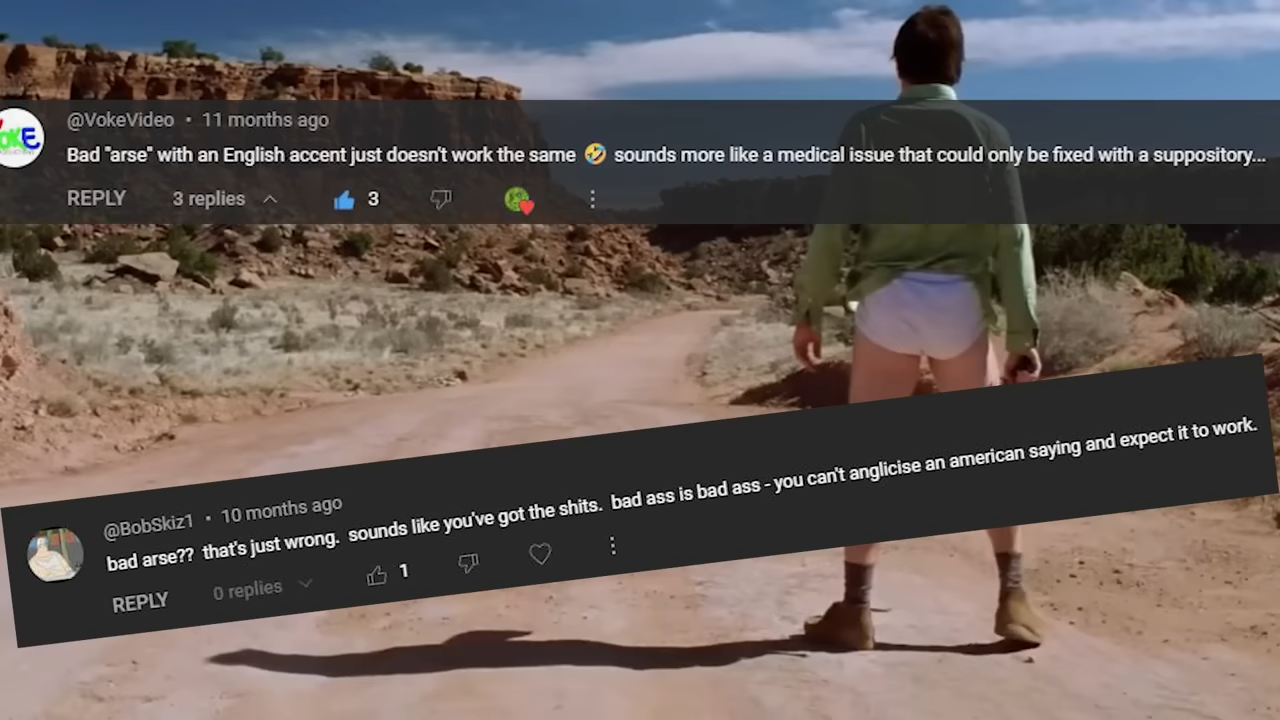 @VokeVideo • 11 months ago
Bad "arse" with an English accent just doesn't work the same 🤣 sounds more like a medical issue that could only be fixed with a suppository...
REPLY 3 replies 3
@BobSkiz1 • 10 months ago
bad arse?? that's just wrong. sounds like you've got the shits. bad ass is bad ass - you can't anglicise an american saying and expect it to work.
REPLY 0 replies 1